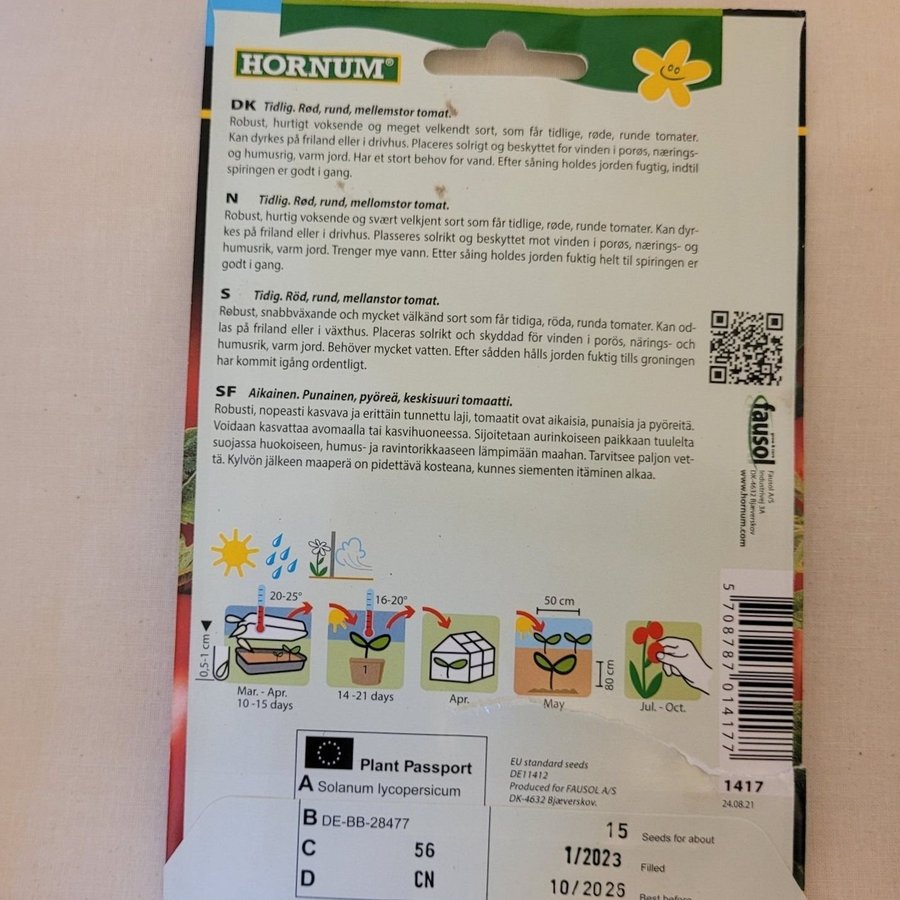 HORNUM®
DK Tidlig. Rød, rund, mellemstor tomat.
Robust, hurtigt voksende og meget velkendt sort, som får tidlige, røde, runde tomater.
Kan dyrkes på friland eller i drivhus. Placeres solrigt og beskyttet for vinden i porøs, nærings-
og humusrig, varm jord. Har et stort behov for vand. Efter såning holdes jorden fugtig, indtil
spiringen er godt i gang.
N Tidlig. Rød, rund, mellomstor tomat.
Robust, hurtig voksende og svært velkjent sort som får tidlige, røde, runde tomater. Kan dyr-
kes på friland eller i drivhus. Plasseres solrikt og beskyttet mot vinden i porøs, nærings- og
humusrik, varm jord. Trenger mye vann. Etter såing holdes jorden fuktig helt til spiringen er
godt i gang.
S Tidig. Röd, rund, mellanstor tomat.
Robust, snabbväxande och mycket välkänd sort som får tidiga, röda, runda tomater. Kan od-
las på friland eller i växthus. Placeras solrikt och skyddad för vinden i porös, närings- och
humusrik, varm jord. Behöver mycket vatten. Efter sådden hålls jorden fuktig tills groningen
har kommit igång ordentligt.
SF Aikainen. Punainen, pyöreä, keskisuuri tomaatti.
Robusti, nopeasti kasvava ja erittäin tunnettu laji, tomaatit ovat aikaisia, punaisia ja pyöreitä.
Voidaan kasvattaa avomaalla tai kasvihuoneessa. Sijoitetaan aurinkoiseen paikkaan tuulelta
suojassa huokoiseen, humus- ja ravintorikkaaseen lämpimään maahan. Tarvitsee paljon vet-
tä. Kylvön jälkeen maaperä on pidettävä kosteana, kunnes siementen itäminen alkaa.
fausol
Fausol A/S
Industrivej 3A
DK-4632 Bjæverskov
www.hornum.com
20-25°
16-20°
50 cm
0,5-1 cm
1
80 cm
Mar. - Apr.
10 -15 days
14 -21 days
Apr.
May
Jul. - Oct.
5 708787 014177
1417
24.08.21
Plant Passport
A Solanum lycopersicum
B DE-BB-28477
C 56
D CN
EU standard seeds
DE11412
Produced for FAUSOL A/S
DK-4632 Bjæverskov.
15 Seeds for about
1/2023 Filled
10/2025 Best before